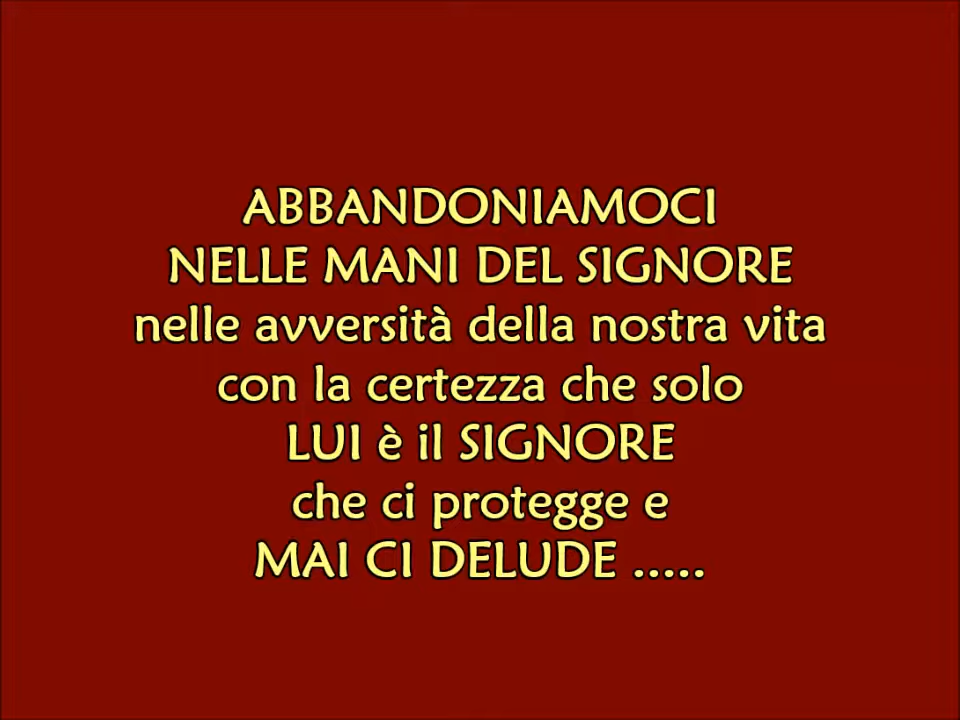 ABBANDONIAMOCI
NELLE MANI DEL SIGNORE
nelle avversità della nostra vita
con la certezza che solo
LUI è il SIGNORE
che ci protegge e
MAI CI DELUDE .....